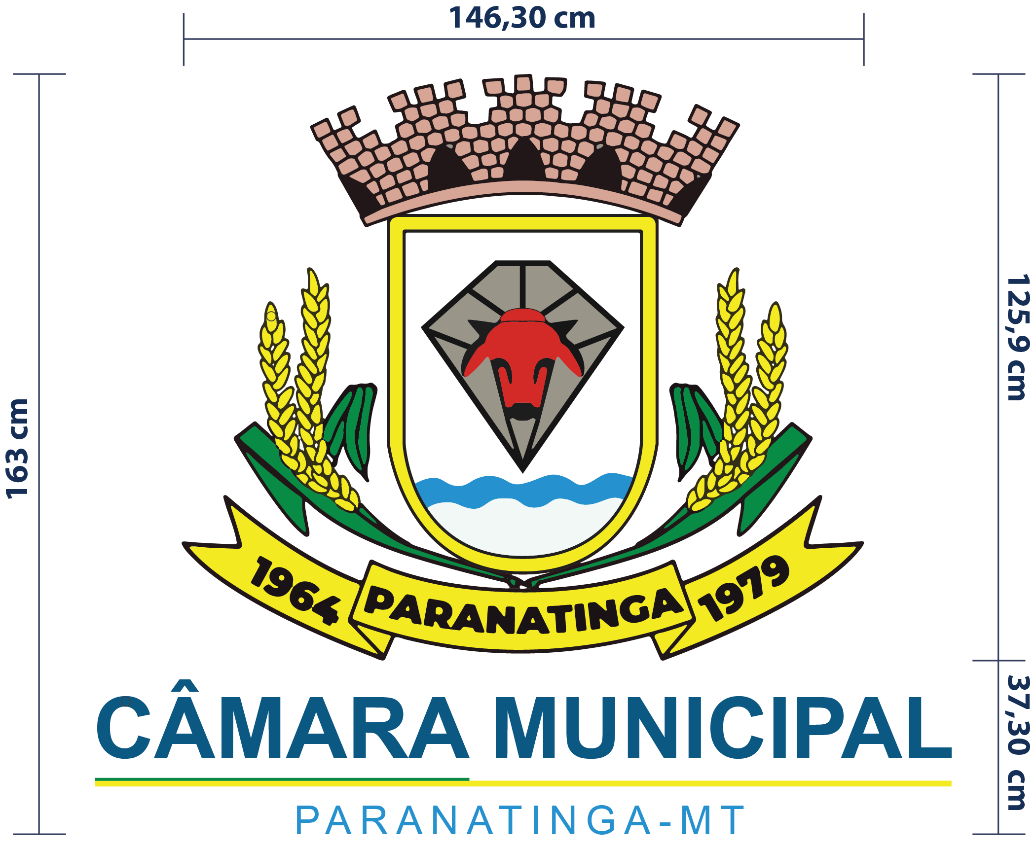 146,30 cm
163 cm
125,9 cm
1964 PARANATINGA 1979
37,30 cm
CÂMARA MUNICIPAL
PARANATINGA-MT